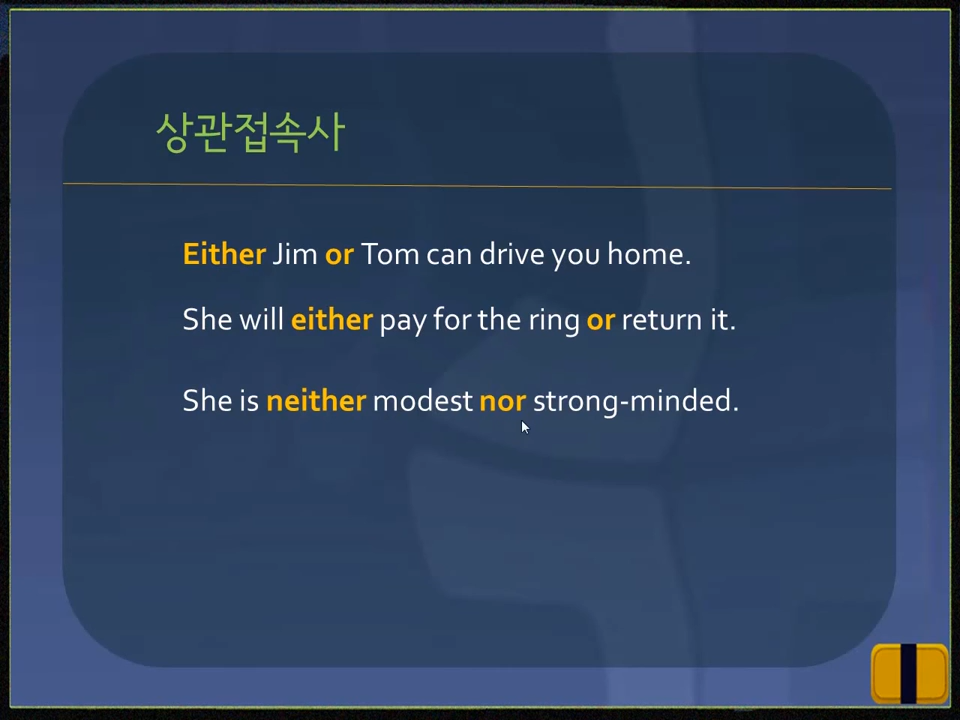 상관접속사
Either Jim or Tom can drive you home.
She will either pay for the ring or return it.
She is neither modest nor strong-minded.